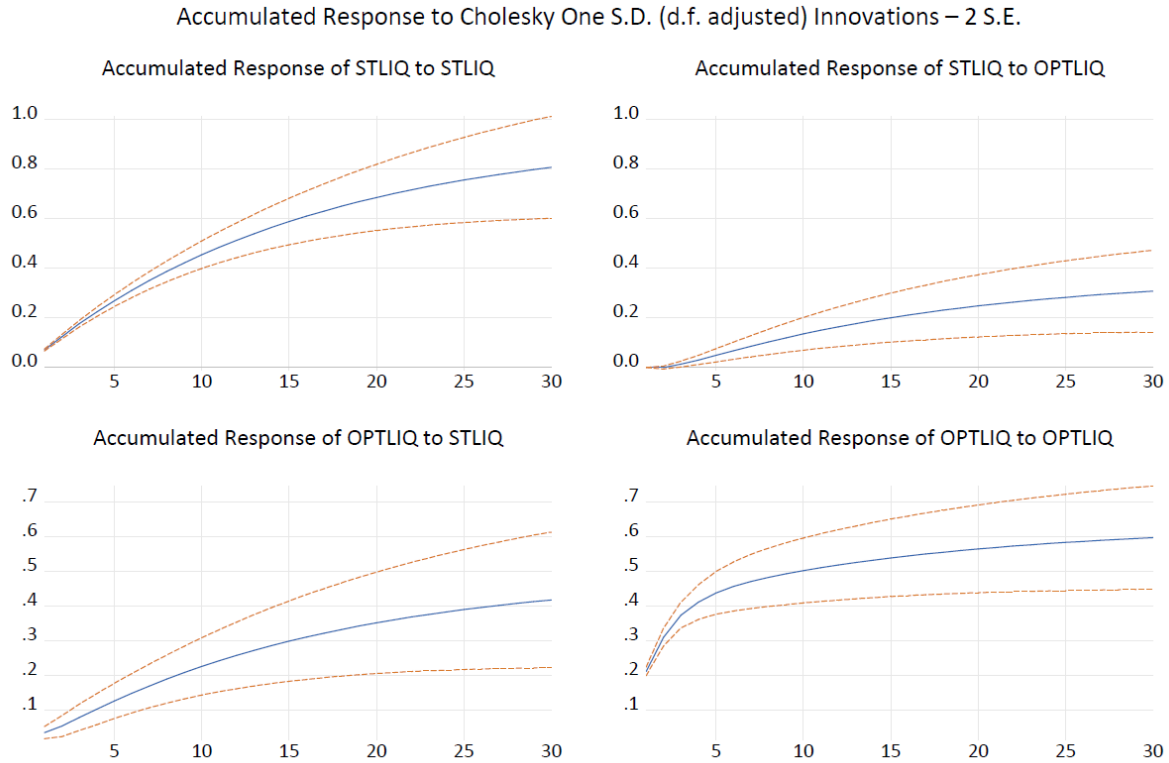 Accumulated Response to Cholesky One S.D. (d.f. adjusted) Innovations – 2 S.E.
Accumulated Response of STLIQ to STLIQ
1.0
0.8
0.6
0.4
0.2
0.0
5 10 15 20 25 30
Accumulated Response of STLIQ to OPTLIQ
1.0
0.8
0.6
0.4
0.2
0.0
5 10 15 20 25 30
Accumulated Response of OPTLIQ to STLIQ
.7
.6
.5
.4
.3
.2
.1
5 10 15 20 25 30
Accumulated Response of OPTLIQ to OPTLIQ
.7
.6
.5
.4
.3
.2
.1
5 10 15 20 25 30